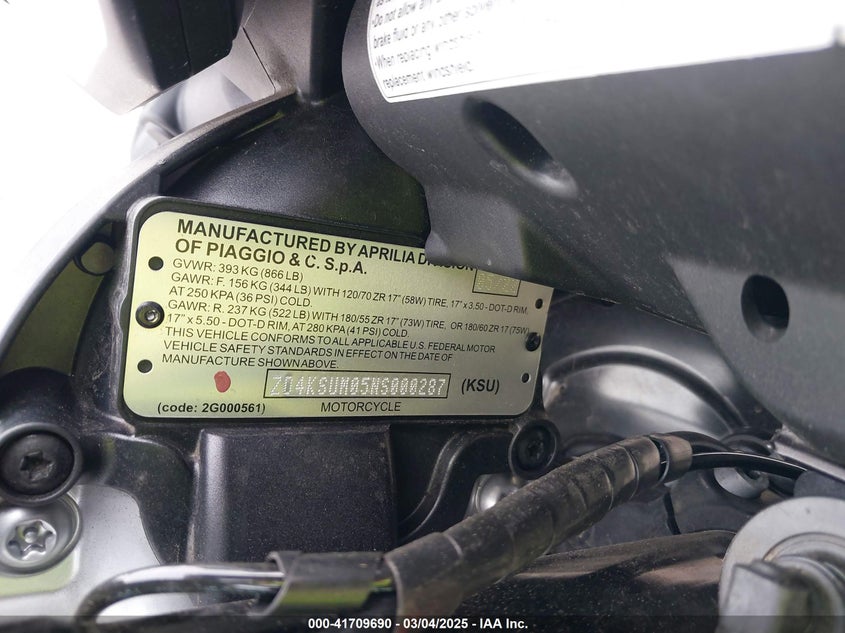 Do not allow any
brake fluid or any other solvent
-When replacing windshield
replacement, windshield.
MANUFACTURED BY APRILIA DIVISION
OF PIAGGIO & C. S.p.A.
GVWR: 393 KG (866 LB)
GAWR: F. 156 KG (344 LB) WITH 120/70 ZR 17" (58W) TIRE, 17" x 3.50 - DOT-D RIM,
AT 250 KPA (36 PSI) COLD.
GAWR: R. 237 KG (522 LB) WITH 180/55 ZR 17" (73W) TIRE, OR 180/60 ZR 17 (75W)
17" x 5.50 - DOT-D RIM, AT 280 KPA (41 PSI) COLD.
THIS VEHICLE CONFORMS TO ALL APPLICABLE U.S. FEDERAL MOTOR
VEHICLE SAFETY STANDARDS IN EFFECT ON THE DATE OF
MANUFACTURE SHOWN ABOVE.
ZD4KSUM05NS000287 (KSU)
(code: 2G000561) MOTORCYCLE
000-41709690 - 03/04/2025 - IAA Inc.